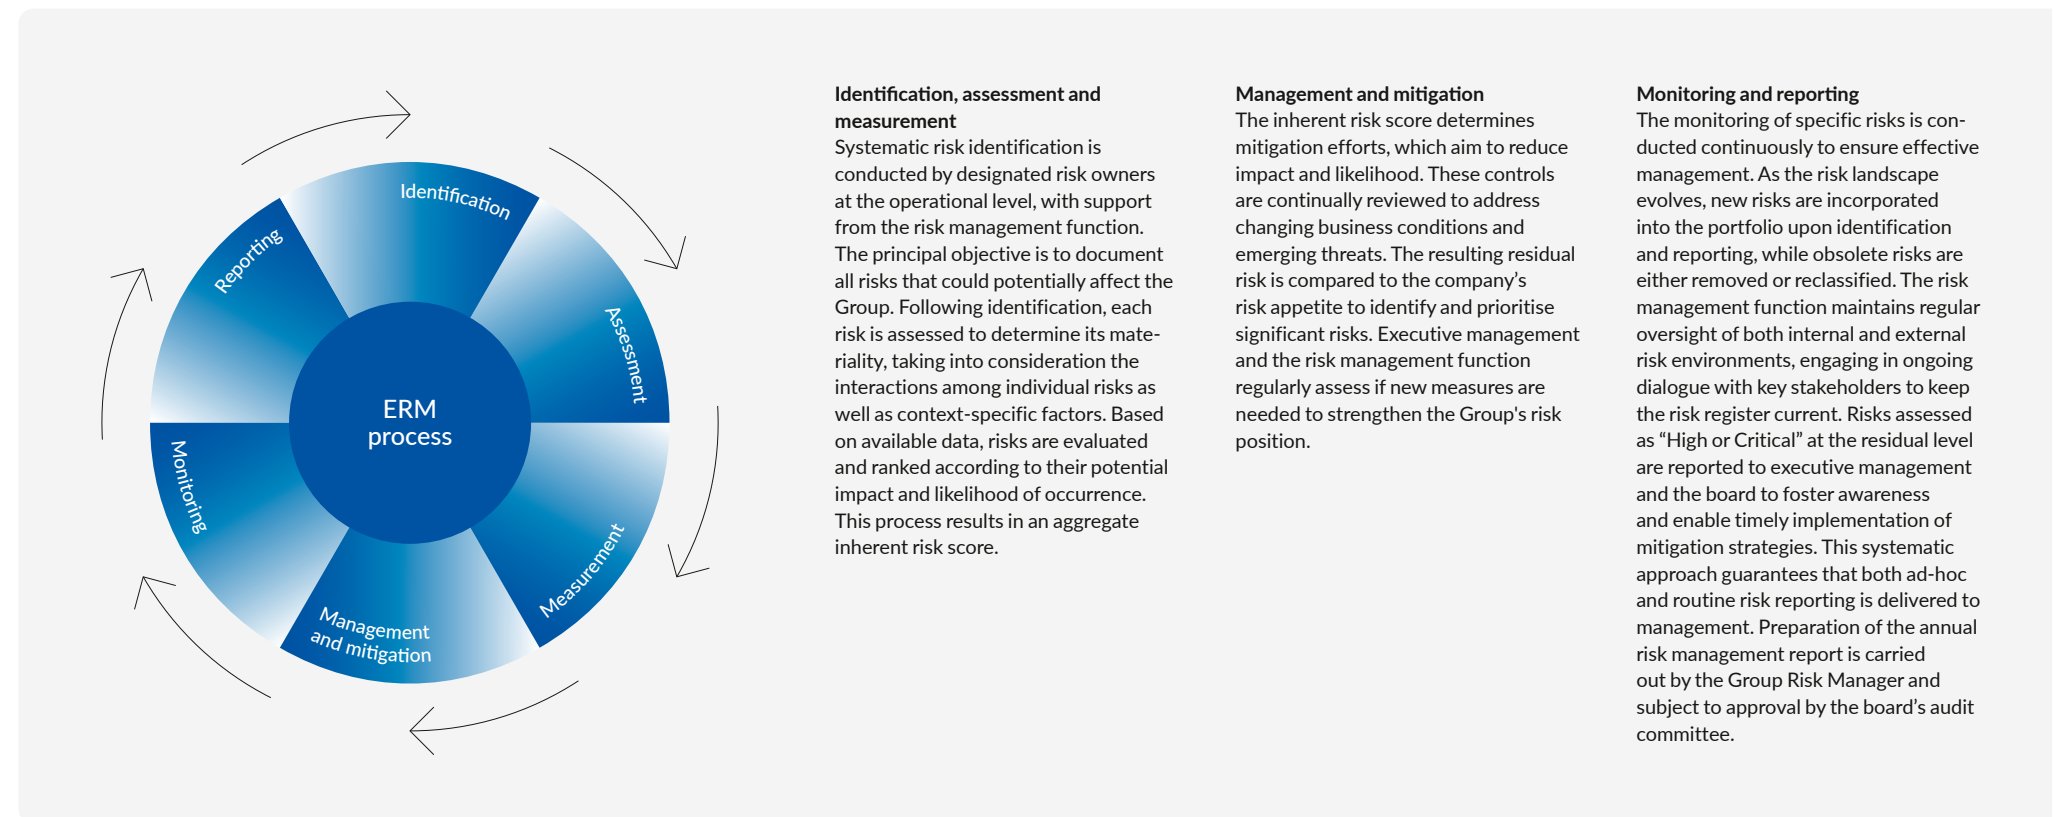 Identification
Assessment
Measurement
Management
and mitigation
Monitoring
Reporting
ERM
process
Identification, assessment and
measurement
Systematic risk identification is
conducted by designated risk owners
at the operational level, with support
from the risk management function.
The principal objective is to document
all risks that could potentially affect the
Group. Following identification, each
risk is assessed to determine its mate-
riality, taking into consideration the
interactions among individual risks as
well as context-specific factors. Based
on available data, risks are evaluated
and ranked according to their potential
impact and likelihood of occurrence.
This process results in an aggregate
inherent risk score.
Management and mitigation
The inherent risk score determines
mitigation efforts, which aim to reduce
impact and likelihood. These controls
are continually reviewed to address
changing business conditions and
emerging threats. The resulting residual
risk is compared to the company’s
risk appetite to identify and prioritise
significant risks. Executive management
and the risk management function
regularly assess if new measures are
needed to strengthen the Group's risk
position.
Monitoring and reporting
The monitoring of specific risks is con-
ducted continuously to ensure effective
management. As the risk landscape
evolves, new risks are incorporated
into the portfolio upon identification
and reporting, while obsolete risks are
either removed or reclassified. The risk
management function maintains regular
oversight of both internal and external
risk environments, engaging in ongoing
dialogue with key stakeholders to keep
the risk register current. Risks assessed
as “High or Critical” at the residual level
are reported to executive management
and the board to foster awareness
and enable timely implementation of
mitigation strategies. This systematic
approach guarantees that both ad-hoc
and routine risk reporting is delivered to
management. Preparation of the annual
risk management report is carried
out by the Group Risk Manager and
subject to approval by the board’s audit
committee.